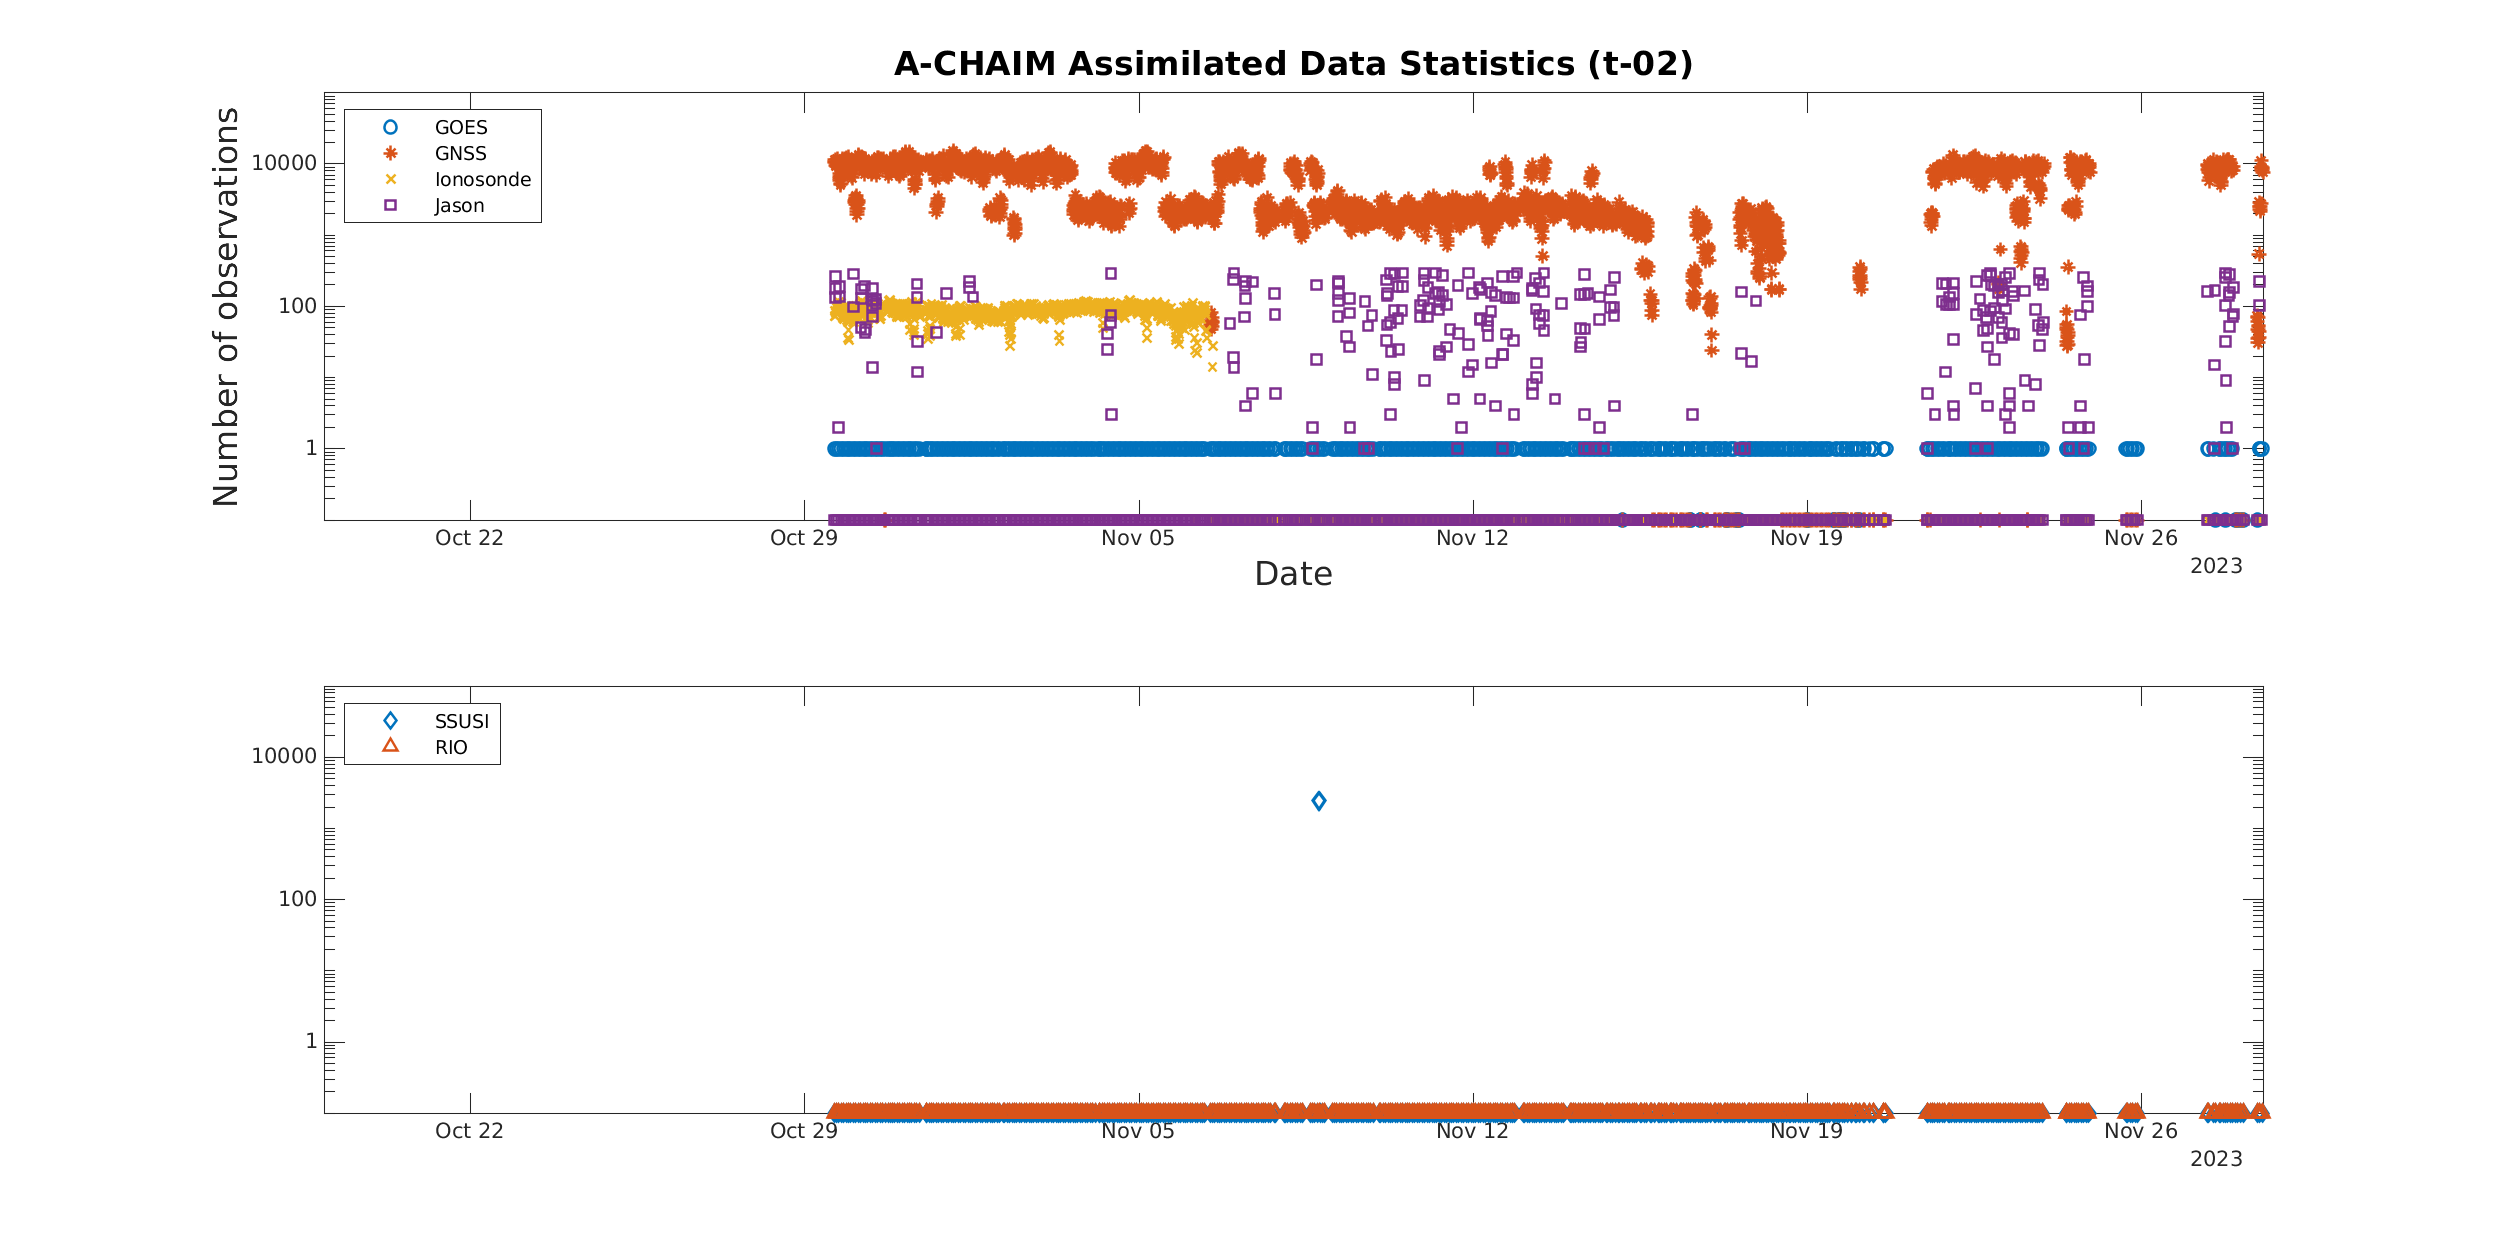 A-CHAIM Assimilated Data Statistics (t-02)
Number of observations
10000
100
1
GOES
GNSS
Ionosonde
Jason
Oct 22
Oct 29
Nov 05
Nov 12
Nov 19
Nov 26
2023
Date
10000
100
1
SSUSI
RIO
Oct 22
Oct 29
Nov 05
Nov 12
Nov 19
Nov 26
2023